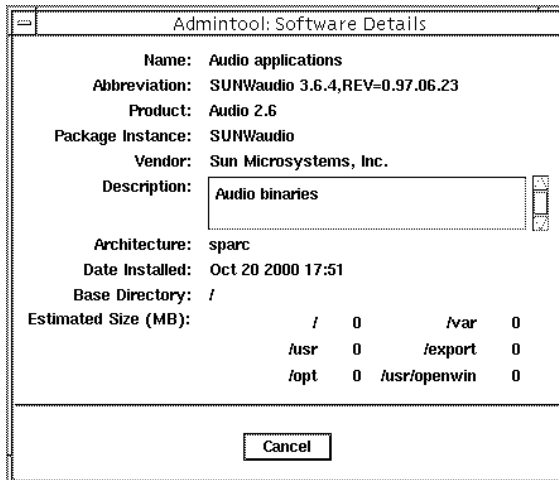 Admintool: Software Details
Name: Audio applications
Abbreviation: SUNWaudio 3.6.4,REV=0.97.06.23
Product: Audio 2.6
Package Instance: SUNWaudio
Vendor: Sun Microsystems, Inc.
Description: Audio binaries
Architecture: sparc
Date Installed: Oct 20 2000 17:51
Base Directory: /
Estimated Size (MB): / 0 /var 0
/usr 0 /export 0
/opt 0 /usr/openwin 0
Cancel